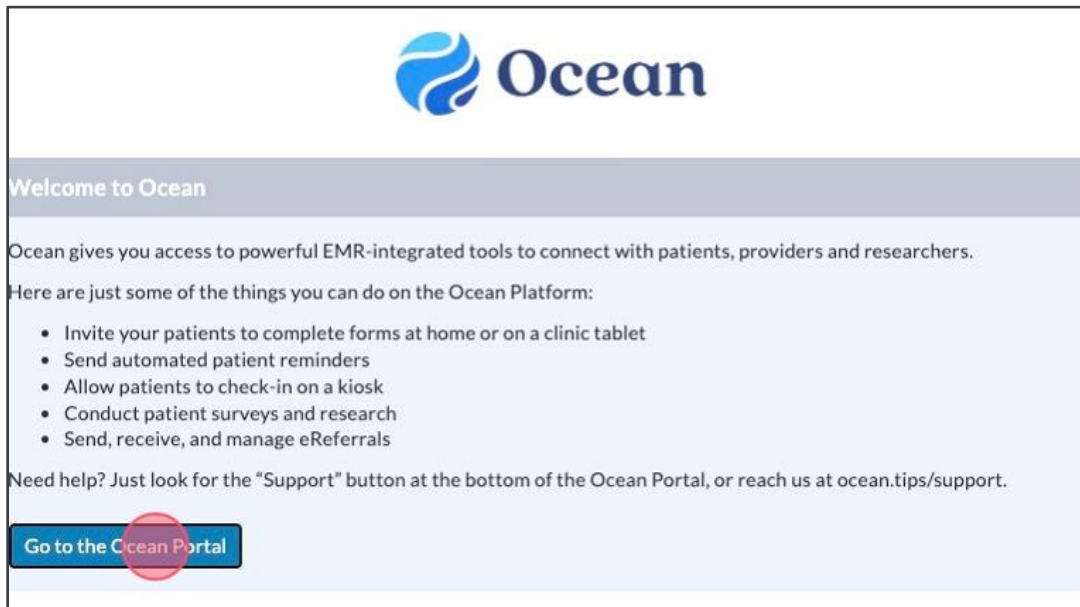 Ocean
Welcome to Ocean
Ocean gives you access to powerful EMR-integrated tools to connect with patients, providers and researchers.
Here are just some of the things you can do on the Ocean Platform:
• Invite your patients to complete forms at home or on a clinic tablet
• Send automated patient reminders
• Allow patients to check-in on a kiosk
• Conduct patient surveys and research
• Send, receive, and manage eReferrals
Need help? Just look for the “Support” button at the bottom of the Ocean Portal, or reach us at ocean.tips/support.
Go to the Ocean Portal